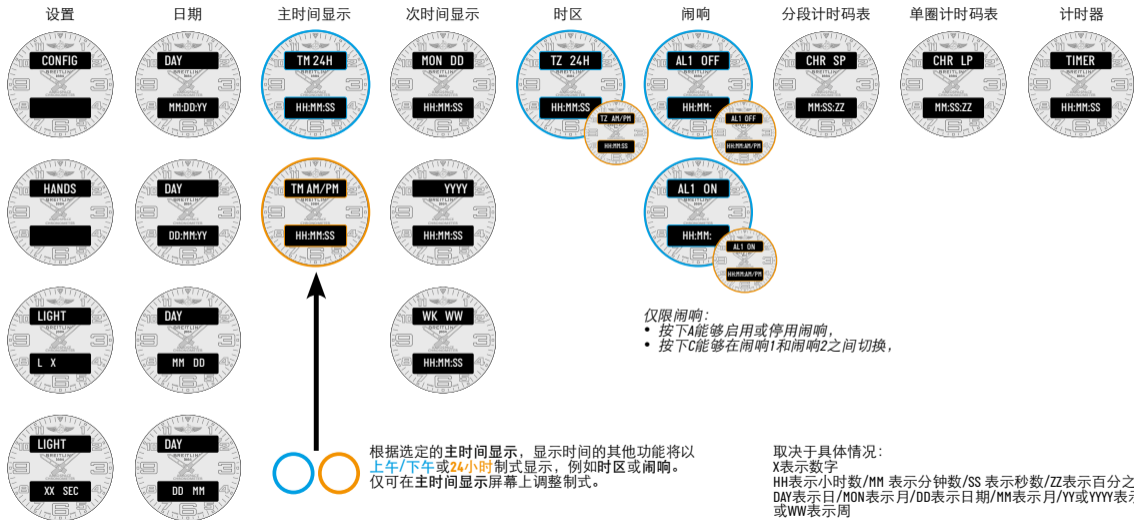 设置
日期
主时间显示
次时间显示
时区
闹响
分段计时码表
单圈计时码表
计时器
CONFIG
DAY
MM:DD:YY
TM 24H
HH:MM:SS
MON DD
HH:MM:SS
TZ 24H
HH:MM:SS
TZ AM/PM
HH:MM:SS
AL1 OFF
HH:MM:
AL1 OFF
HH:MM:AM/PM
CHR SP
MM:SS:ZZ
CHR LP
MM:SS:ZZ
TIMER
HH:MM:SS
HANDS
DAY
DD:MM:YY
TM AM/PM
HH:MM:SS
YYYY
HH:MM:SS
AL1 ON
HH:MM:
AL1 ON
HH:MM:AM/PM
LIGHT
L X
DAY
MM DD
WK WW
HH:MM:SS
仅限闹响：
• 按下A能够启用或停用闹响，
• 按下C能够在闹响1和闹响2之间切换，
LIGHT
XX SEC
DAY
DD MM
根据选定的主时间显示，显示时间的其他功能将以
上午/下午或24小时制式显示，例如时区或闹响。
仅可在主时间显示屏幕上调整制式。
取决于具体情况：
X表示数字
HH表示小时数/MM 表示分钟数/SS 表示秒数/ZZ表示百分之
DAY表示日/MON表示月/DD表示日期/MM表示月/YY或YYYY表
或WW表示周